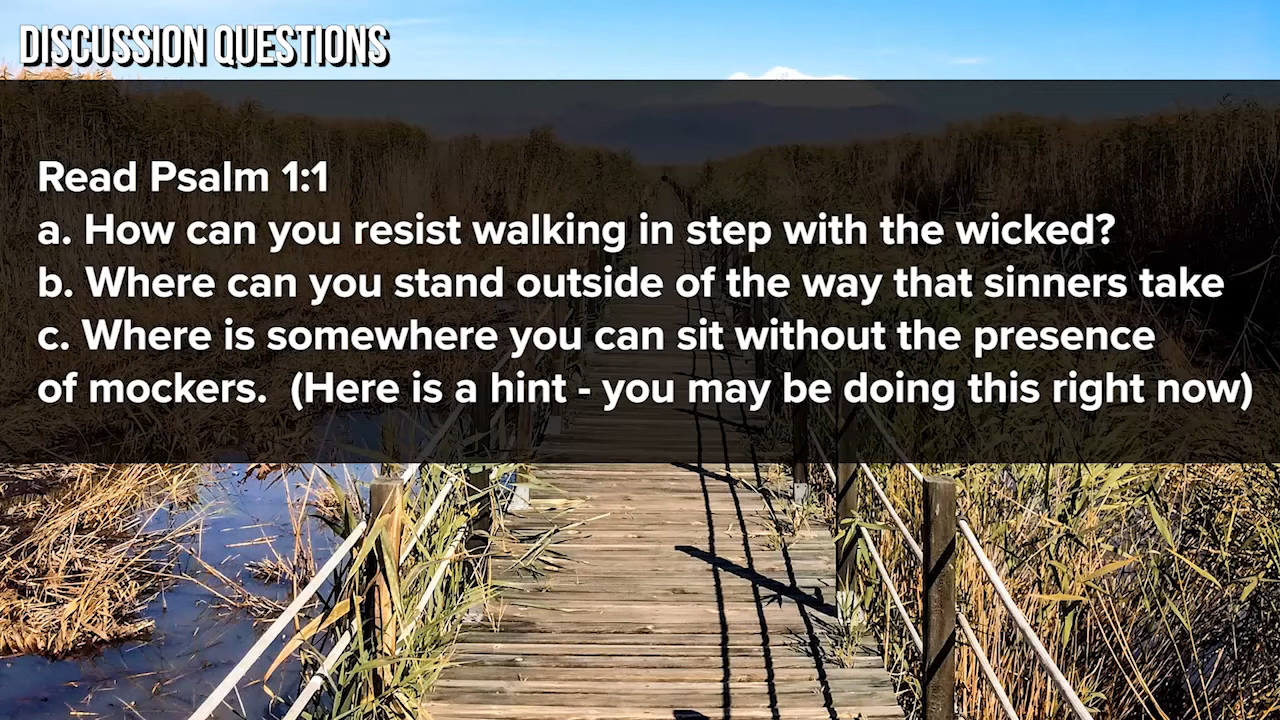 DISCUSSION QUESTIONS
Read Psalm 1:1
a. How can you resist walking in step with the wicked?
b. Where can you stand outside of the way that sinners take
c. Where is somewhere you can sit without the presence
of mockers.  (Here is a hint - you may be doing this right now)